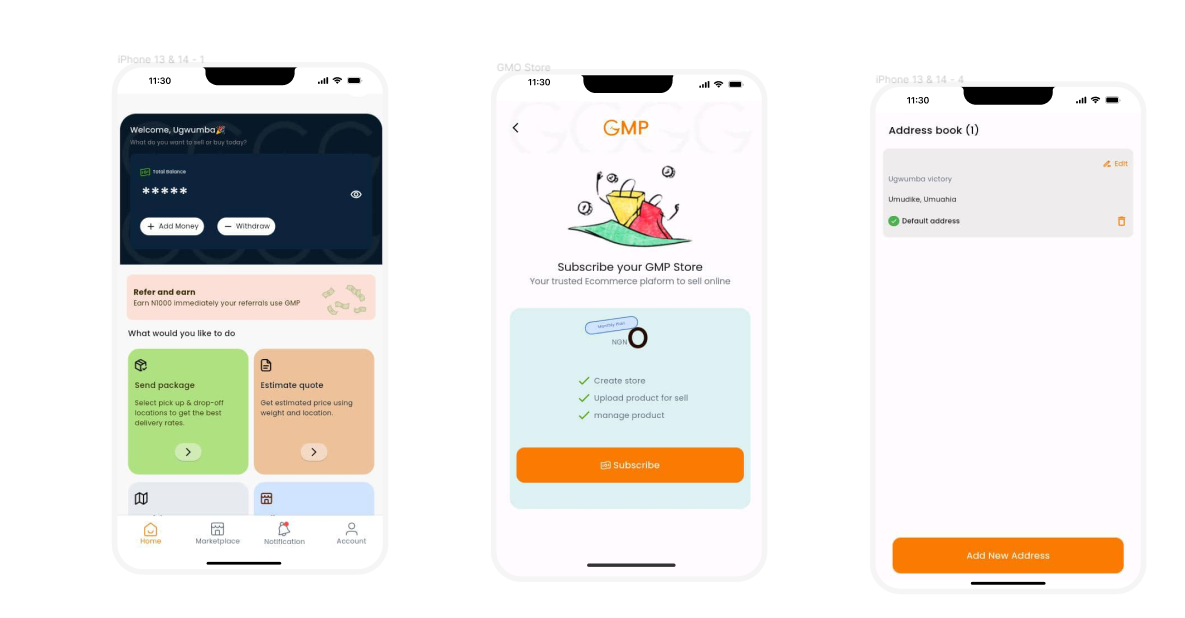 iPhone 13 & 14 - 1
11:30
Welcome, Ugwumba🎉
What do you want to sell or buy today?
Total Balance
*****
+ Add Money
− Withdraw
Refer and earn
Earn N1000 immediately your referrals use GMP
What would you like to do
Send package
Select pick up & drop-off
locations to get the best
delivery rates.
Estimate quote
Get estimated price using
weight and location.
Home
Marketplace
Notification
Account
GMO Store
11:30
GMP
Subscribe your GMP Store
Your trusted Ecommerce plaform to sell online
Monthly Plan
NGN 0
Create store
Upload product for sell
manage product
Subscribe
iPhone 13 & 14 - 4
11:30
Address book (1)
Edit
Ugwumba victory
Umudike, Umuahia
Default address
Add New Address